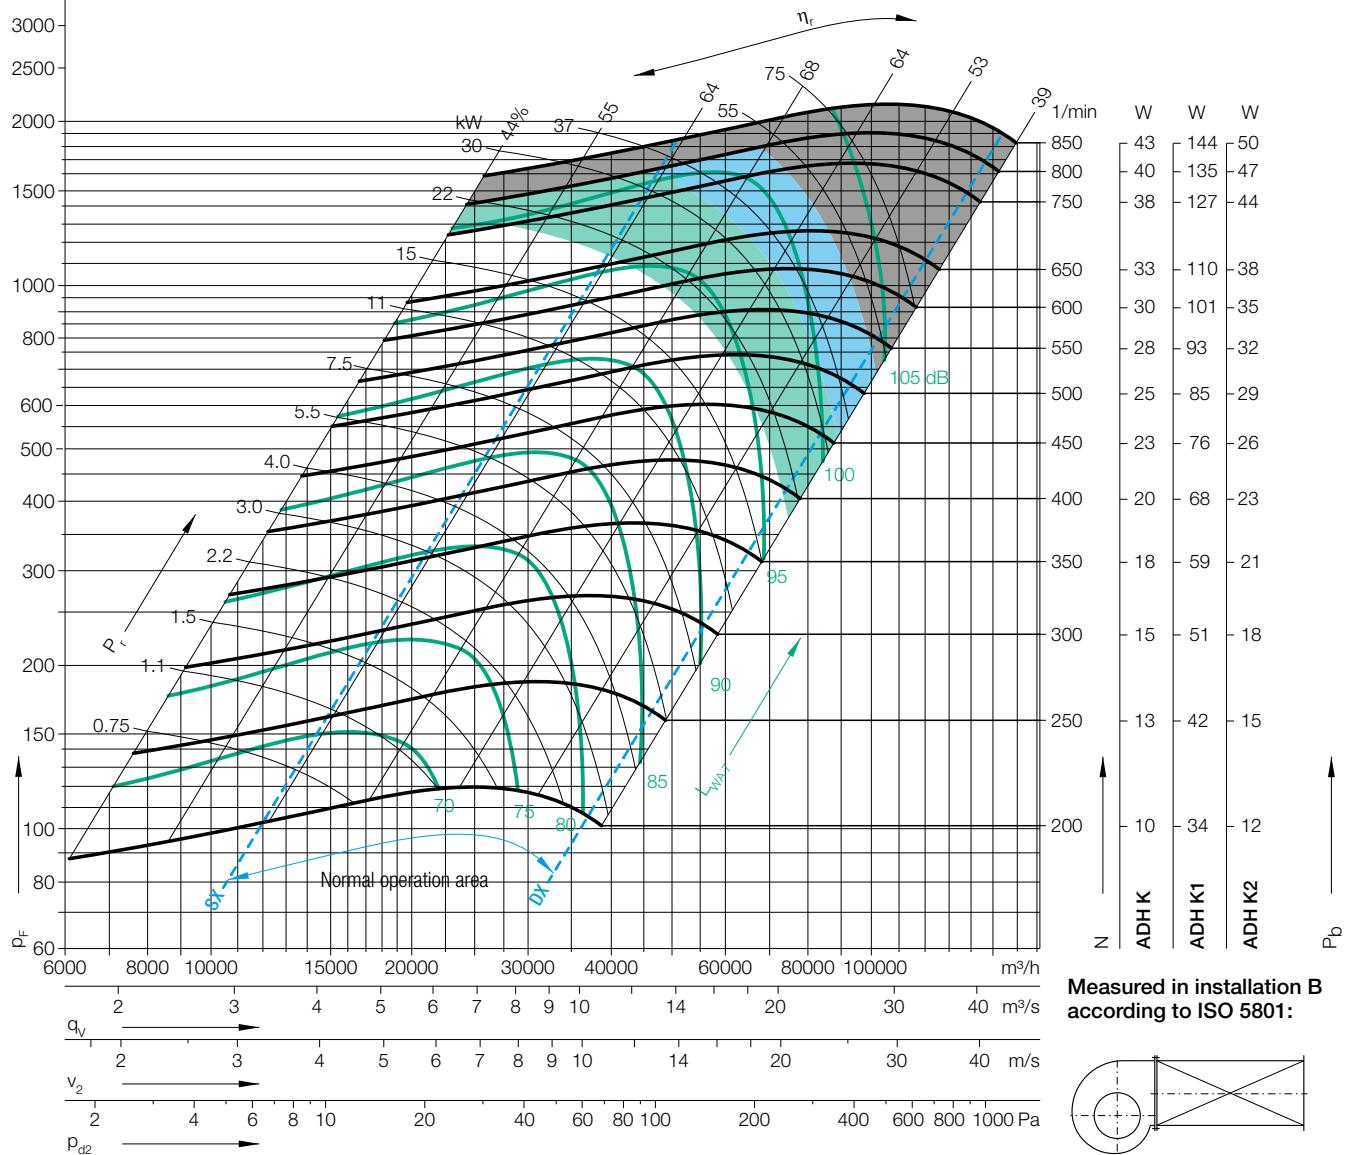 3000
2500
2000
1500
1000
800
600
500
400
300
200
150
100
80
60
pF
Pr
ηr
kW
44%
55
64
75
68
64
53
39
55
37
30
22
15
11
7.5
5.5
4.0
3.0
2.2
1.5
1.1
0.75
105 dB
100
95
90
85
80
75
70
LWA7
SX
DX
Normal operation area
1/min W W W
850 43 144 50
800 40 135 47
750 38 127 44
650 33 110 38
600 30 101 35
550 28 93 32
500 25 85 29
450 23 76 26
400 20 68 23
350 18 59 21
300 15 51 18
250 13 42 15
200 10 34 12
N ADH K ADH K1 ADH K2 Pb
6000 8000 10000 15000 20000 30000 40000 60000 80000 100000 m³/h
2 3 4 5 6 7 8 9 10 14 20 30 40 m³/s
qV
2 3 4 5 6 7 8 9 10 14 20 30 40 m/s
v2
2 4 6 8 10 20 40 60 80 100 200 400 600 800 1000 Pa
pd2
Measured in installation B
according to ISO 5801: